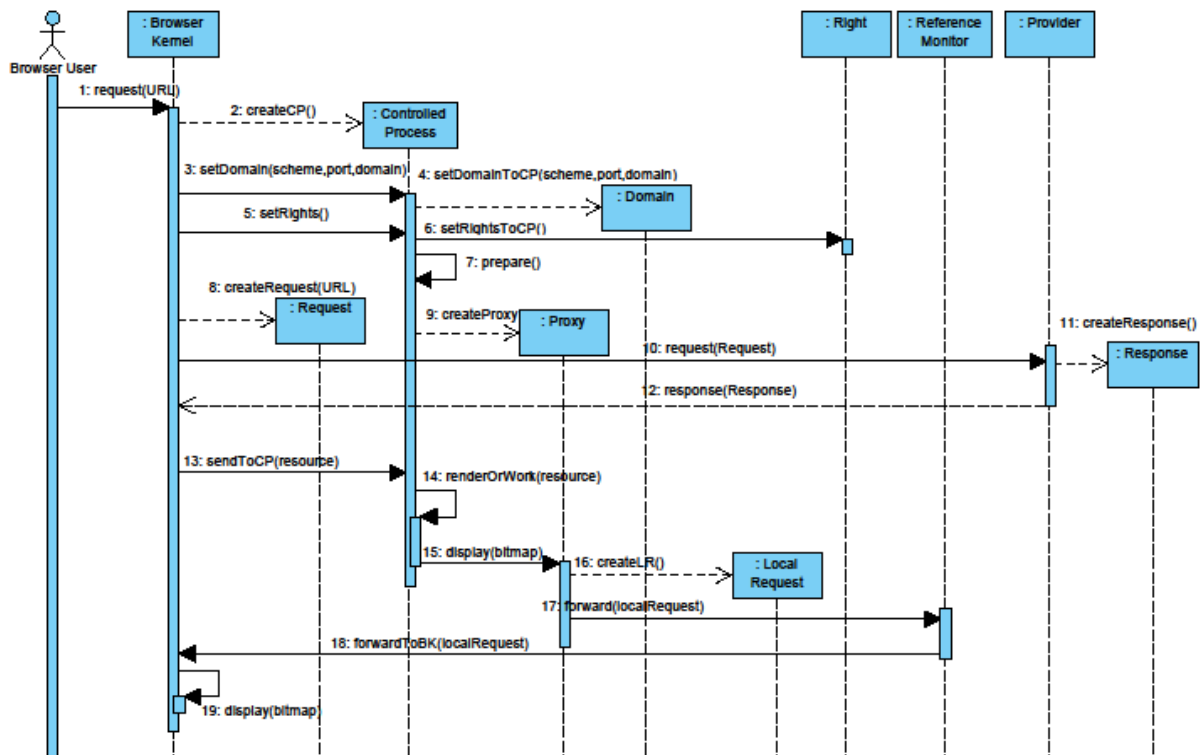 : Browser
Kernel
: Right
: Reference
Monitor
: Provider
Browser User
1: request(URL)
2: createCP()
: Controlled
Process
3: setDomain(scheme,port,domain)
4: setDomainToCP(scheme,port,domain)
: Domain
5: setRights()
6: setRightsToCP()
7: prepare()
8: createRequest(URL)
: Request
9: createProxy
: Proxy
11: createResponse()
10: request(Request)
: Response
12: response(Response)
13: sendToCP(resource)
14: renderOrWork(resource)
15: display(bitmap)
16: createLR()
: Local
Request
17: forward(localRequest)
18: forwardToBK(localRequest)
19: display(bitmap)